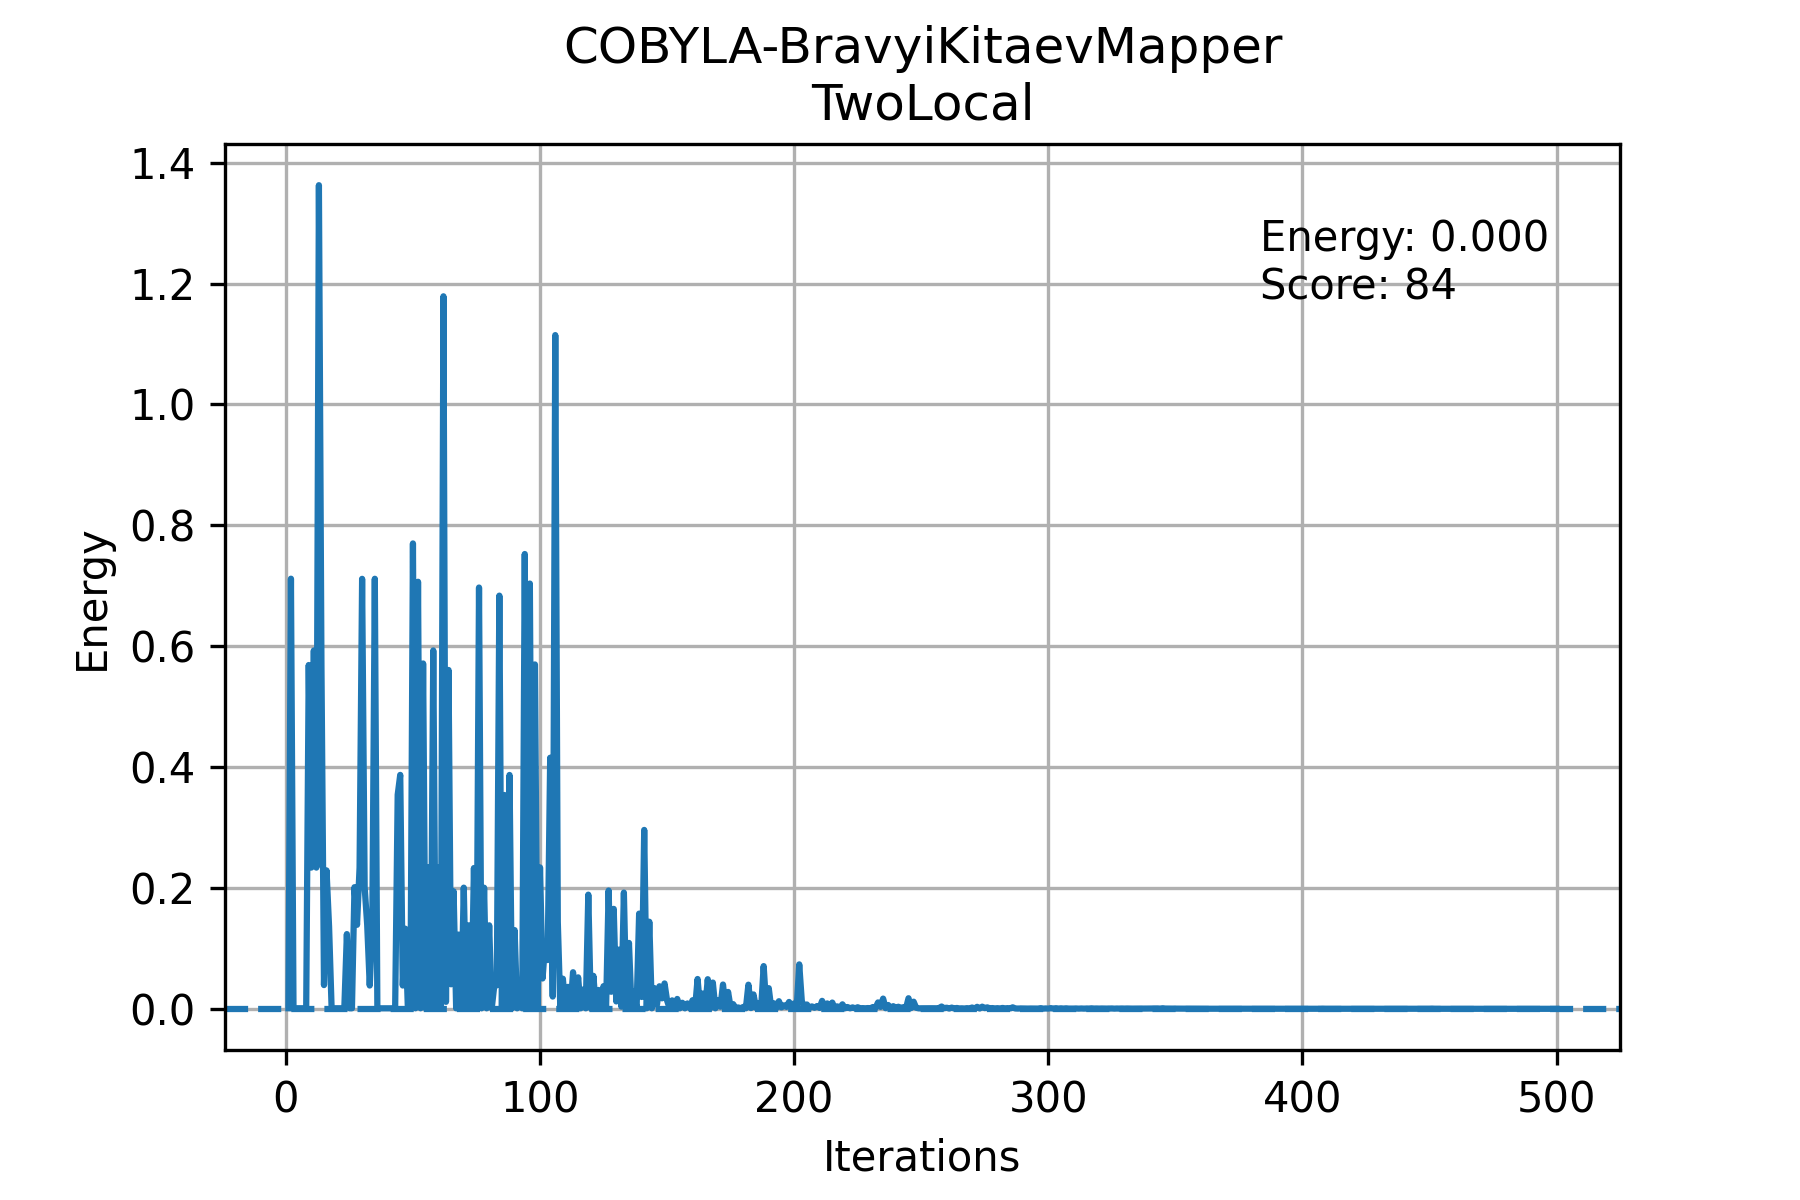 COBYLA-BravyiKitaevMapper
TwoLocal
1.4
1.2
1.0
0.8
0.6
0.4
0.2
0.0
Energy
Energy: 0.000
Score: 84
0 100 200 300 400 500
Iterations